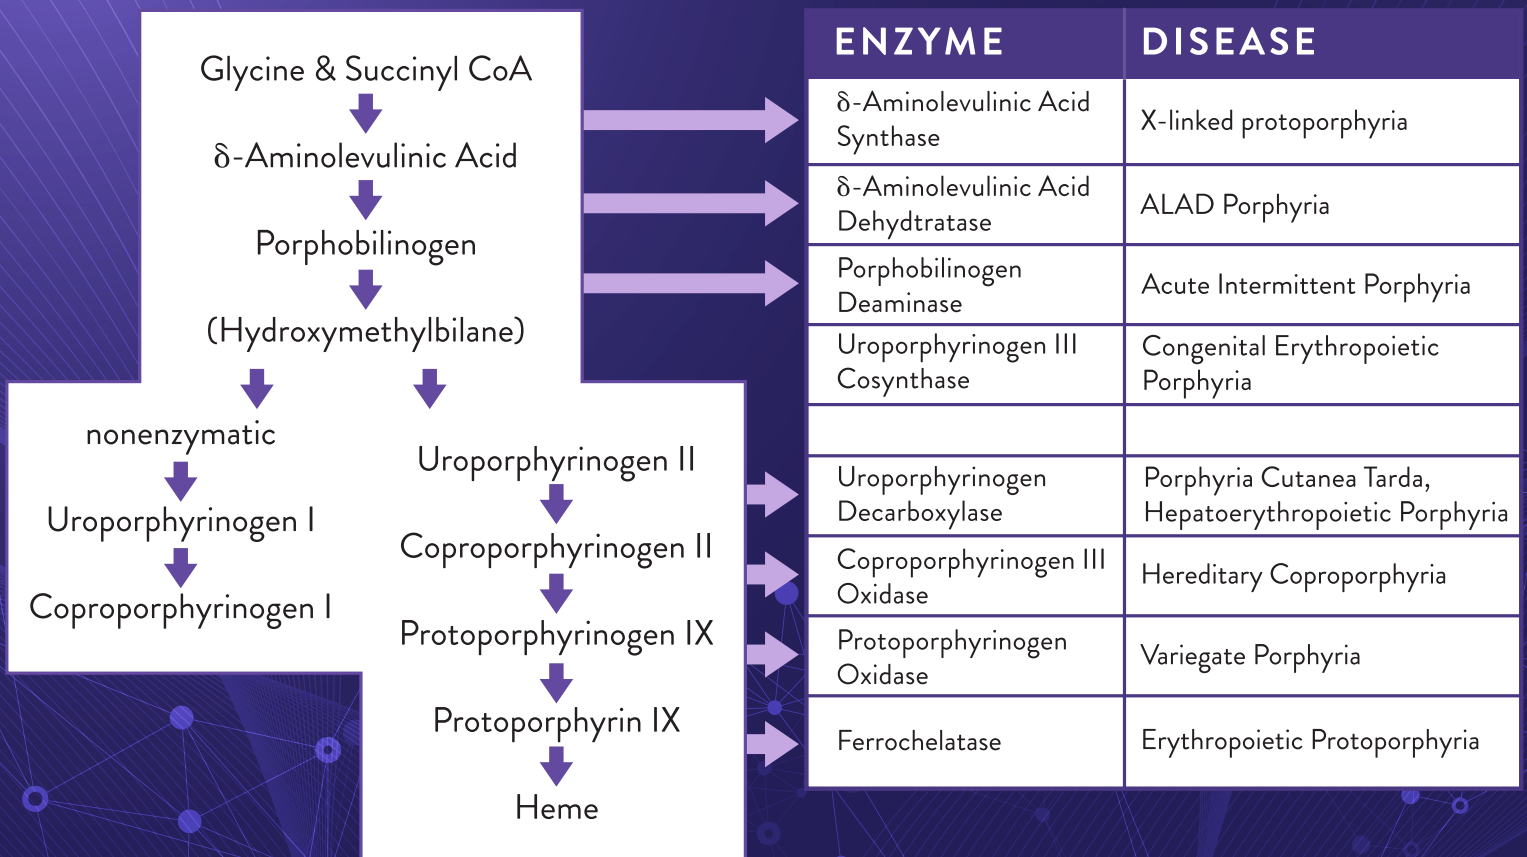 Glycine & Succinyl CoA
δ-Aminolevulinic Acid
Porphobilinogen
(Hydroxymethylbilane)
nonenzymatic
Uroporphyrinogen I
Coproporphyrinogen I
Uroporphyrinogen II
Coproporphyrinogen II
Protoporphyrinogen IX
Protoporphyrin IX
Heme
ENZYME
DISEASE
δ-Aminolevulinic Acid
Synthase
X-linked protoporphyria
δ-Aminolevulinic Acid
Dehydtratase
ALAD Porphyria
Porphobilinogen
Deaminase
Acute Intermittent Porphyria
Uroporphyrinogen III
Cosynthase
Congenital Erythropoietic
Porphyria
Uroporphyrinogen
Decarboxylase
Porphyria Cutanea Tarda,
Hepatoerythropoietic Porphyria
Coproporphyrinogen III
Oxidase
Hereditary Coproporphyria
Protoporphyrinogen
Oxidase
Variegate Porphyria
Ferrochelatase
Erythropoietic Protoporphyria